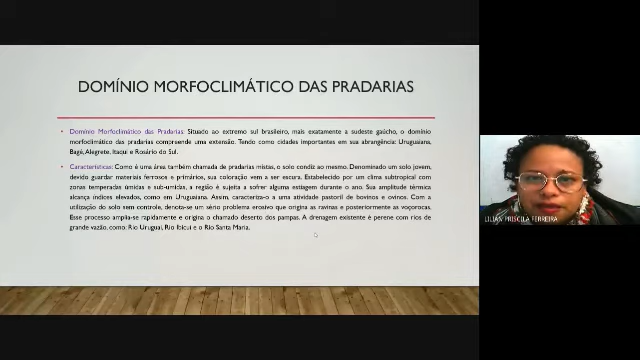 DOMÍNIO MORFOCLIMÁTICO DAS PRADARIAS
• Domínio Morfoclimático das Pradarias: Situado ao extremo sul brasileiro, mais exatamente a sudeste gaúcho, o domínio
morfoclimático das pradarias compreende uma extensão. Tendo como cidades importantes em sua abrangência: Uruguaiana,
Bagé, Alegrete, Itaqui e Rosário do Sul.
• Características: Como é uma área também chamada de pradarias mistas, o solo condiz ao mesmo. Denominado um solo jovem,
devido guardar materiais ferrosos e primários, sua coloração vem a ser escura. Estabelecido por um clima subtropical com
zonas temperadas úmidas e sub-umidas, a região é sujeita a sofrer alguma estiagem durante o ano. Sua amplitude térmica
alcança índices elevados, como em Uruguaiana. Assim, caracteriza-o a uma atividade pastoril de bovinos e ovinos. Com a
utilização do solo sem controle, denota-se um sério problema erosivo que origina as ravinas e posteriormente as voçorocas.
Esse processo amplia-se rapidamente e origina o chamado deserto dos pampas. A drenagem existente é perene com rios de
grande vazão, como: Rio Uruguai, Rio Ibicuí e o Rio Santa Maria.
LILIAN PRISCILA FERREIRA